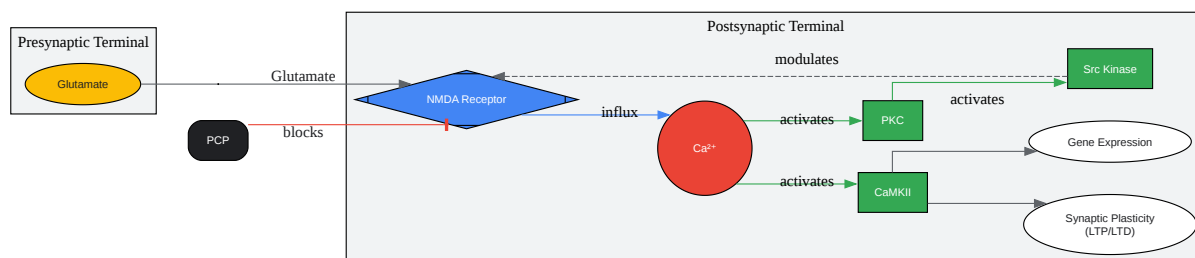 Postsynaptic Terminal
Presynaptic Terminal
modulates
Src Kinase
Glutamate
Glutamate
NMDA Receptor
activates
influx
activates
PKC
blocks
PCP
Ca²⁺
Gene Expression
activates
CaMKII
Synaptic Plasticity
(LTP/LTD)